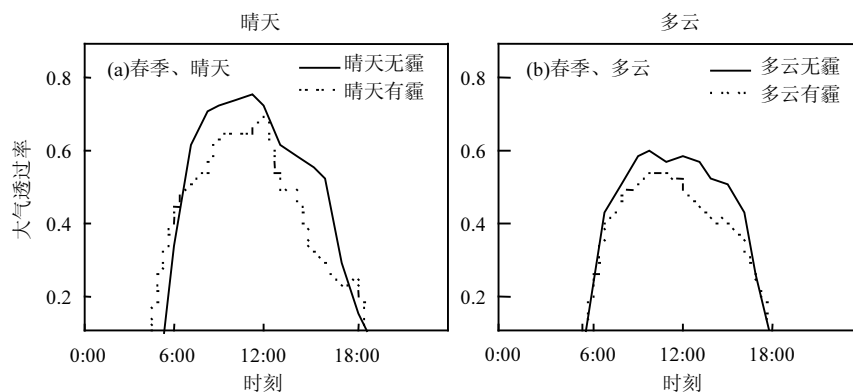 晴天
多云
(a)春季、晴天
晴天无霾
晴天有霾
(b)春季、多云
多云无霾
多云有霾
大气透过率
0.8
0.6
0.4
0.2
0.8
0.6
0.4
0.2
0:00 6:00 12:00 18:00
0:00 6:00 12:00 18:00
时刻
时刻